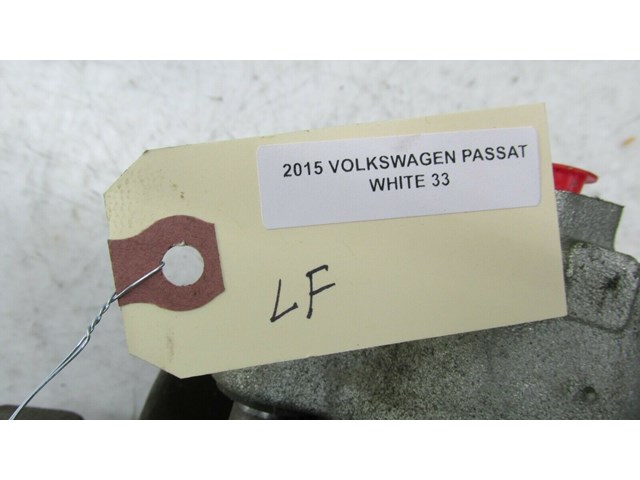 2015 VOLKSWAGEN PASSAT
WHITE 33
LF